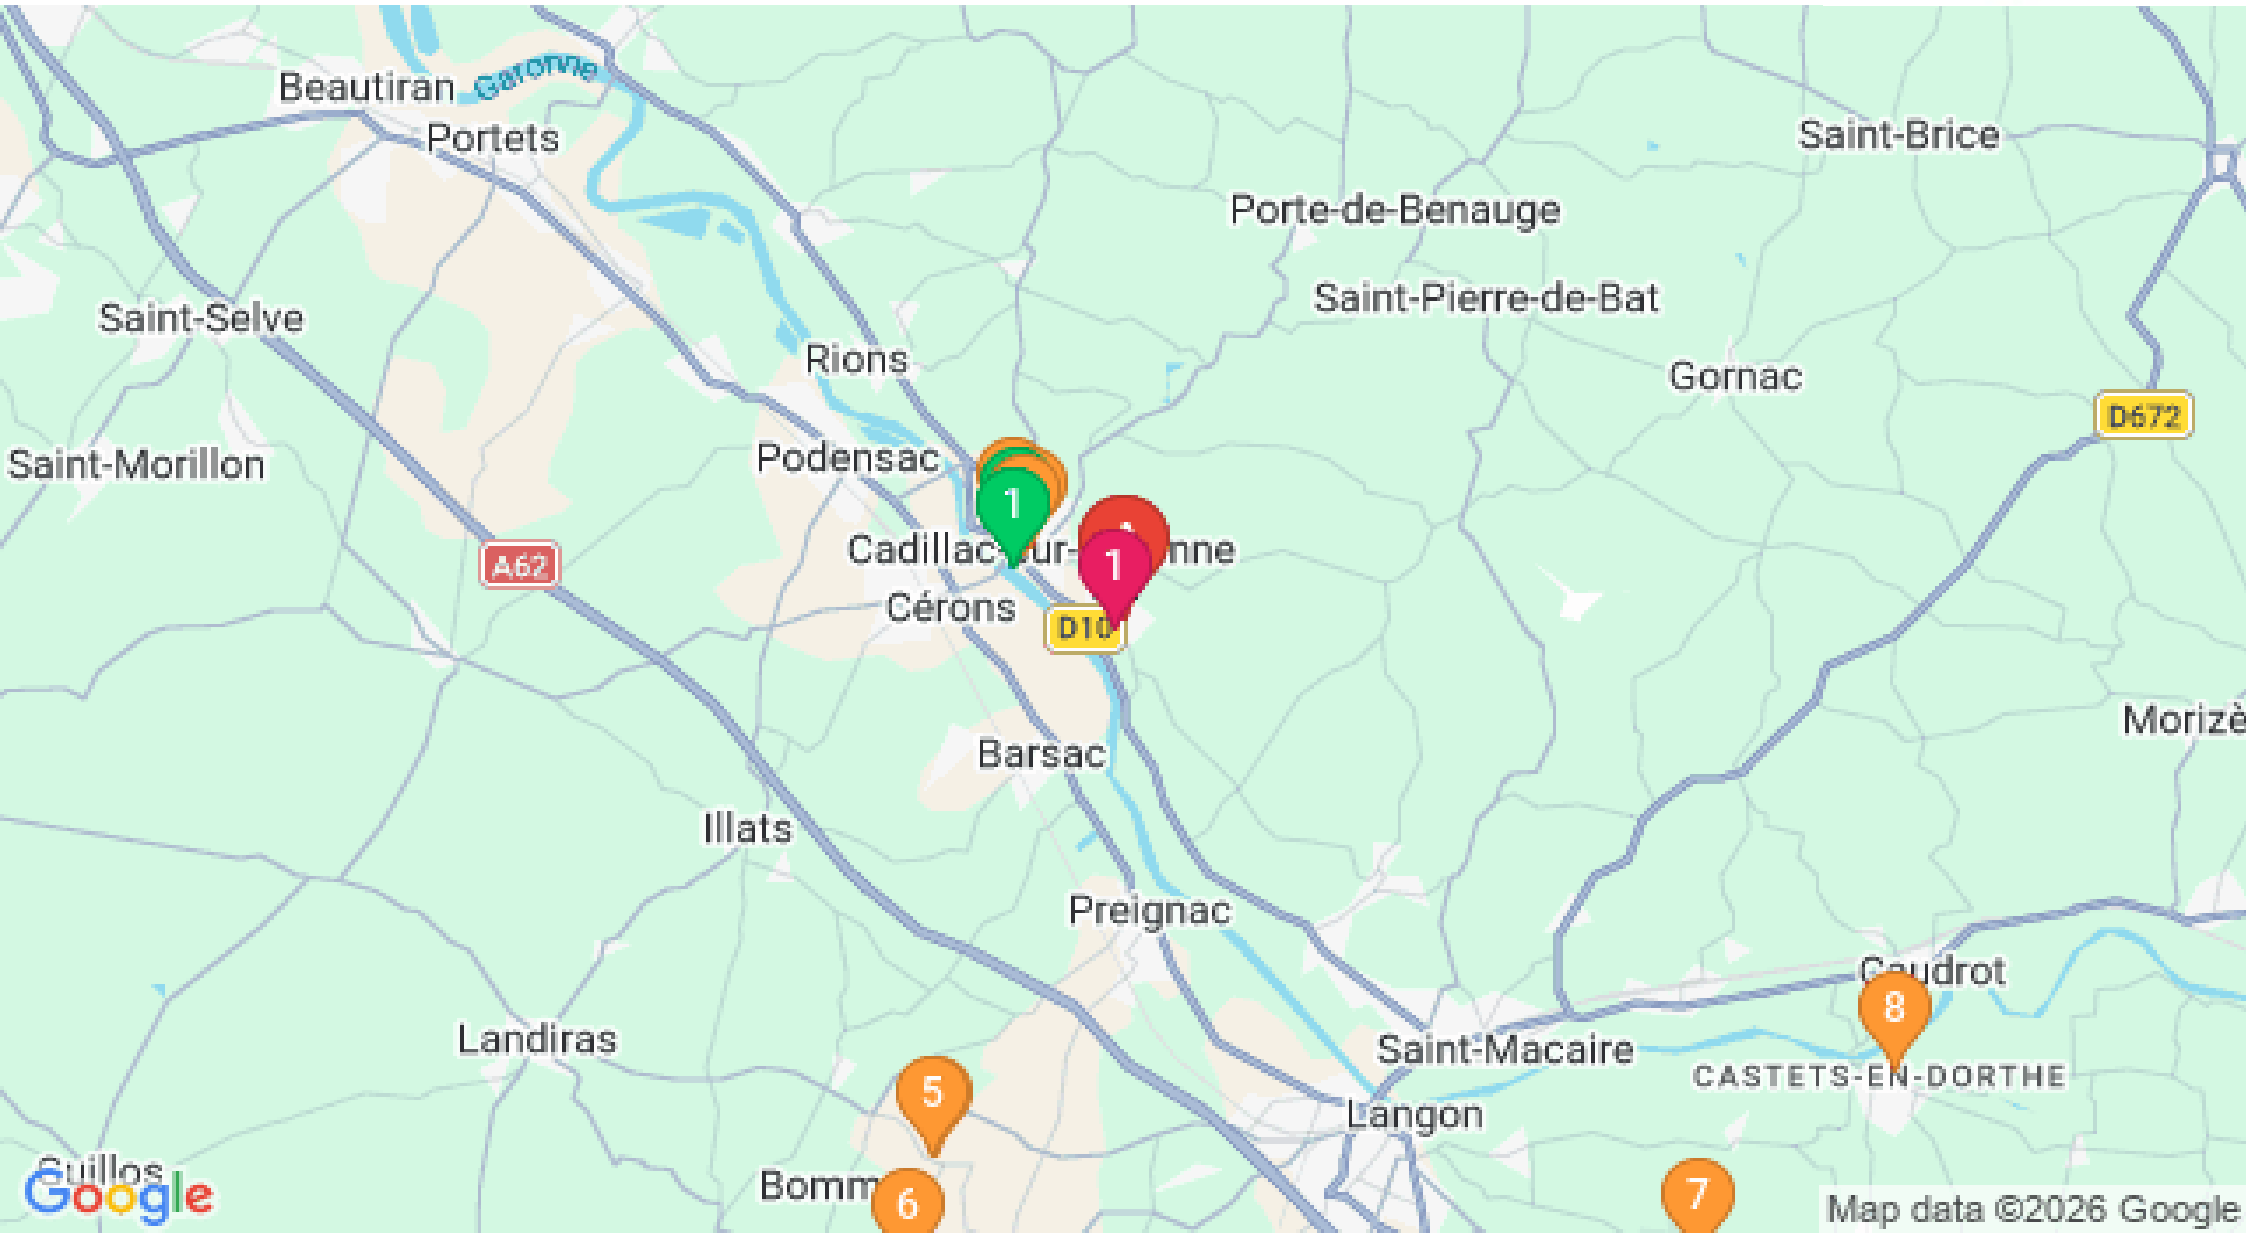 Garonne
Beautiran
Portets
Saint-Brice
Porte-de-Benauge
Saint-Pierre-de-Bat
Saint-Selve
Rions
Gornac
D672
Podensac
Saint-Morillon
1
1
Cadillac-sur-
nne
A62
Cérons
D10
Morizè
Barsac
Illats
Preignac
Landiras
8
Saint-Macaire
CASTETS-EN-DORTHE
5
Langon
Bomm
6
7
Google
Map data ©2026 Google